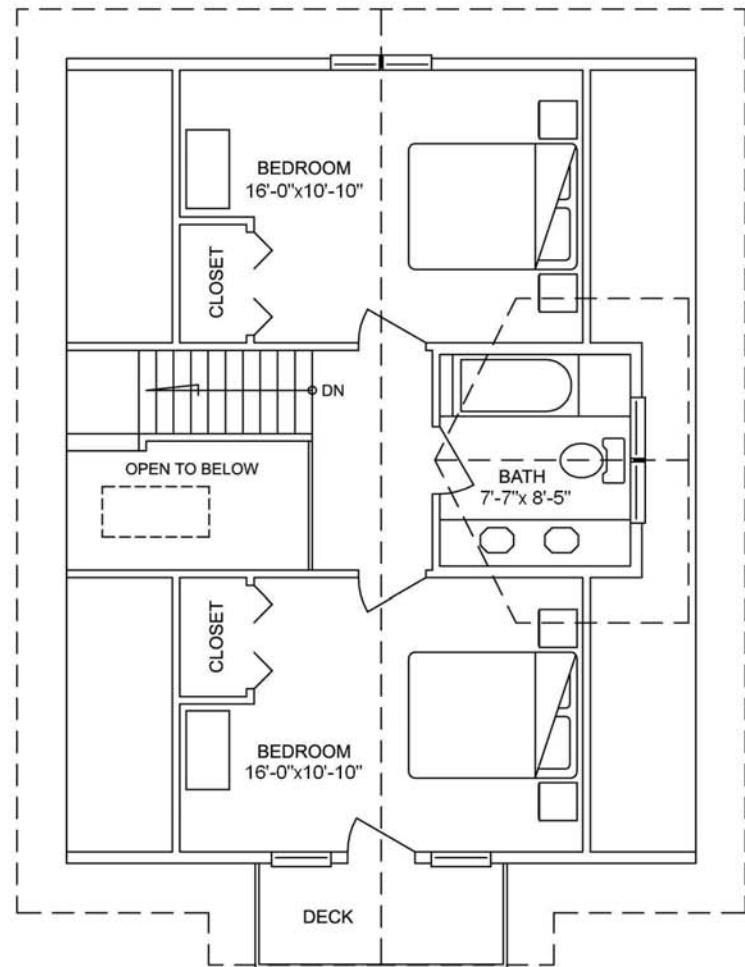 BEDROOM
16'-0"x10'-10"
CLOSET
DN
OPEN TO BELOW
BATH
7'-7"x 8'-5"
CLOSET
BEDROOM
16'-0"x10'-10"
DECK